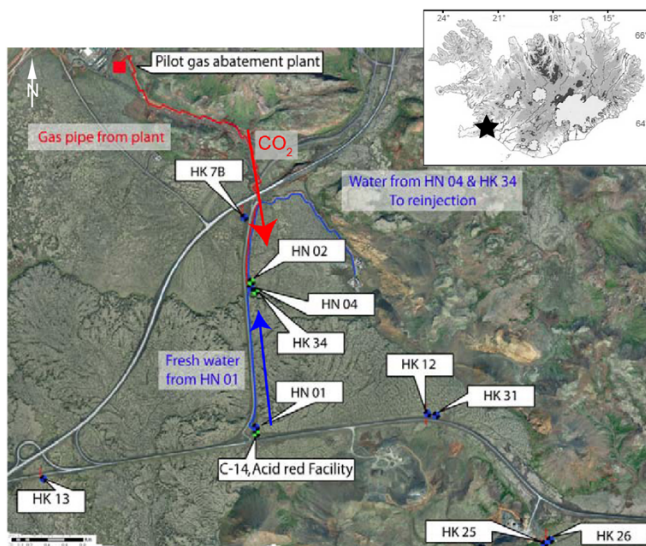 24°
21°
18°
15°
66°
64°
Pilot gas abatement plant
N
Gas pipe from plant
CO2
HK 7B
Water from HN 04 & HK 34
To reinjection
HN 02
HN 04
HK 34
Fresh water
from HN 01
HN 01
HK 12
HK 31
C-14,Acid red Facility
HK 13
HK 25
HK 26